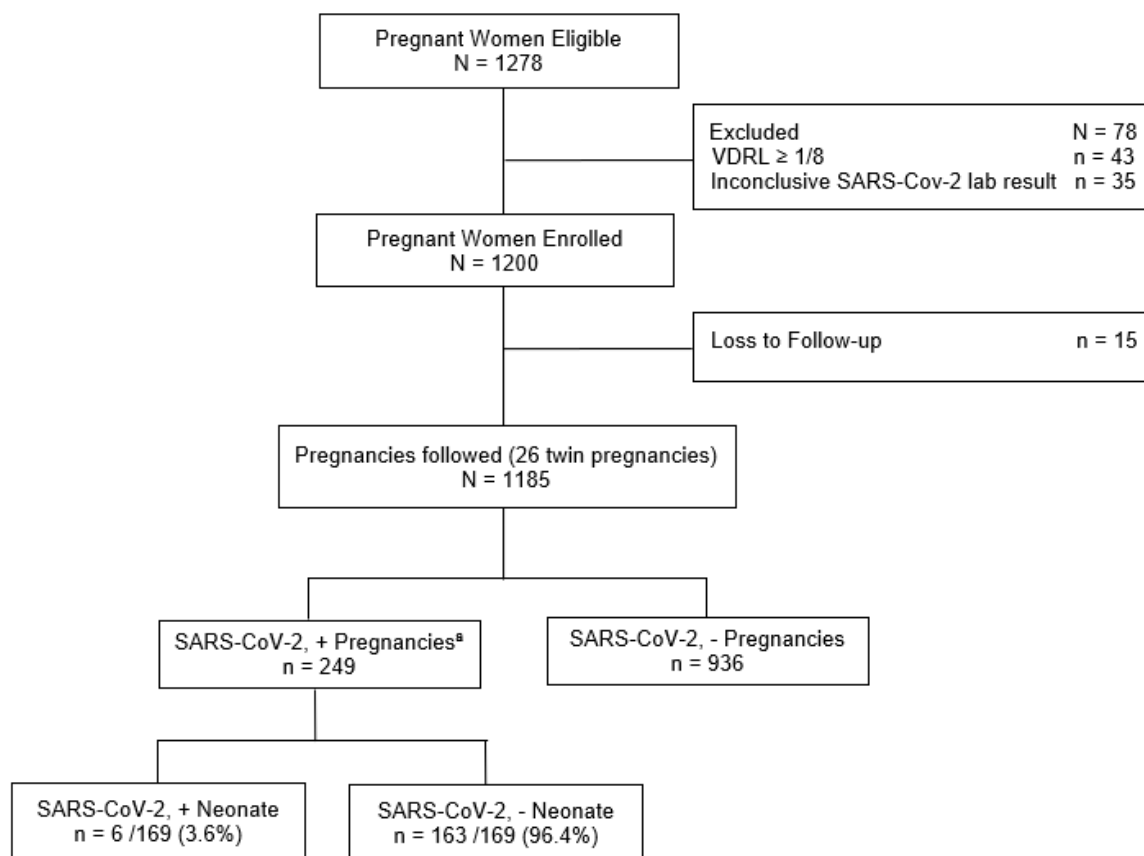 Pregnant Women Eligible
N = 1278
Excluded N = 78
VDRL ≥ 1/8 n = 43
Inconclusive SARS-Cov-2 lab result n = 35
Pregnant Women Enrolled
N = 1200
Loss to Follow-up n = 15
Pregnancies followed (26 twin pregnancies)
N = 1185
SARS-CoV-2, + Pregnanciesª
n = 249
SARS-CoV-2, - Pregnancies
n = 936
SARS-CoV-2, + Neonate
n = 6 /169 (3.6%)
SARS-CoV-2, - Neonate
n = 163 /169 (96.4%)